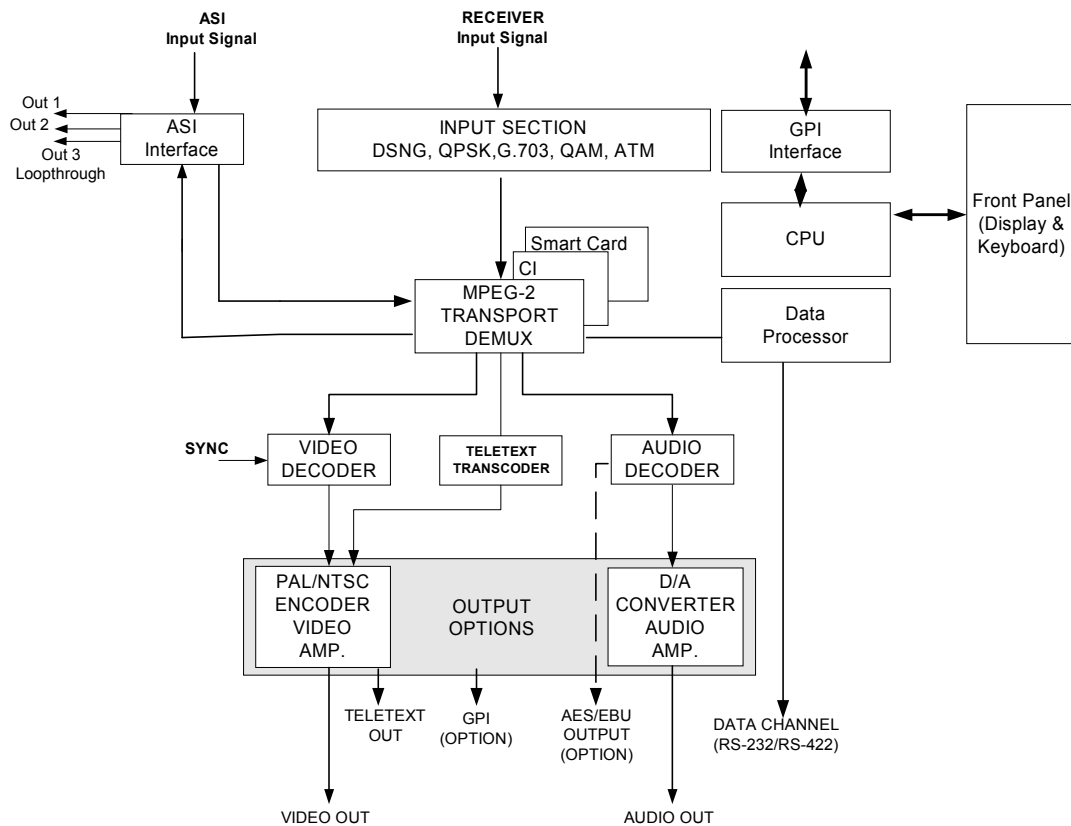 ASI
Input Signal
RECEIVER
Input Signal
Out 1
Out 2
Out 3
Loopthrough
ASI
Interface
INPUT SECTION
DSNG, QPSK,G.703, QAM, ATM
GPI
Interface
CPU
Front Panel
(Display &
Keyboard)
Smart Card
CI
MPEG-2
TRANSPORT
DEMUX
Data
Processor
SYNC
VIDEO
DECODER
TELETEXT
TRANSCODER
AUDIO
DECODER
PAL/NTSC
ENCODER
VIDEO
AMP.
OUTPUT
OPTIONS
D/A
CONVERTER
AUDIO
AMP.
TELETEXT
OUT
GPI
(OPTION)
AES/EBU
OUTPUT
(OPTION)
DATA CHANNEL
(RS-232/RS-422)
VIDEO OUT
AUDIO OUT